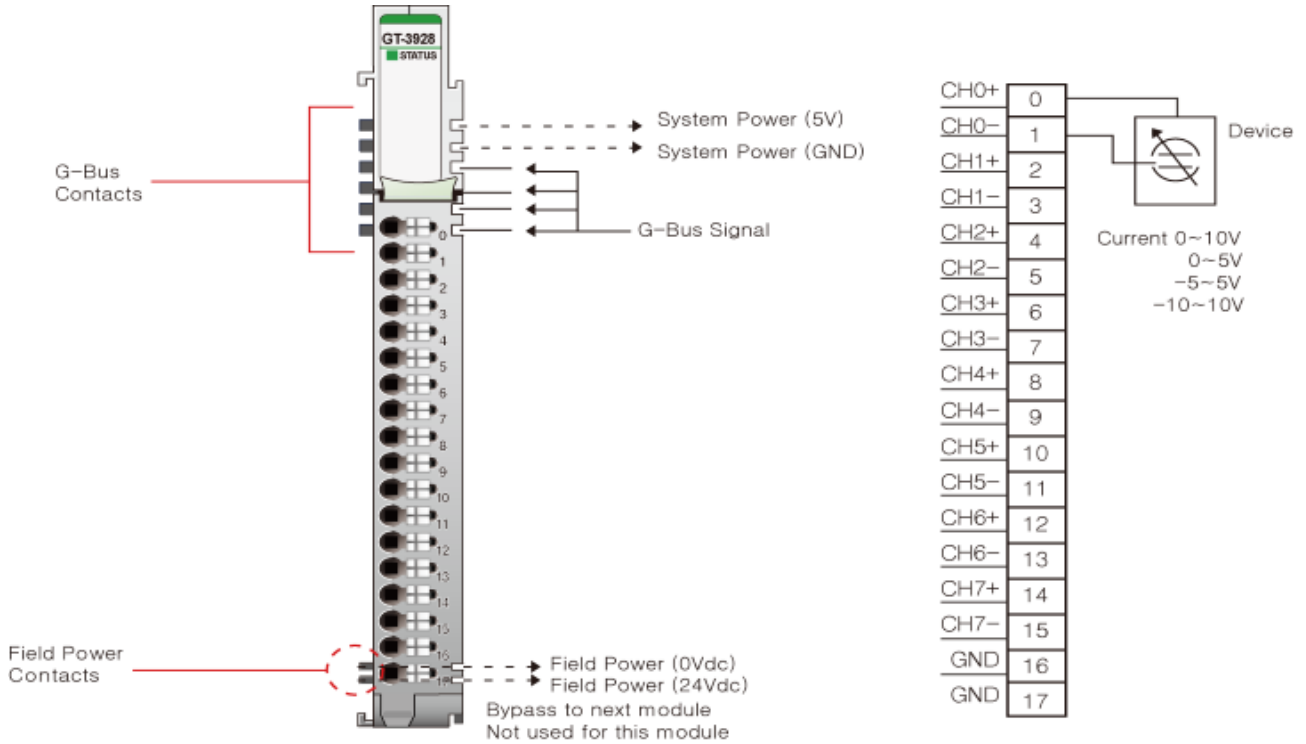 GT-3928
STATUS
System Power (5V)
System Power (GND)
G-Bus
Contacts
G-Bus Signal
0
1
2
3
4
5
6
7
8
9
10
11
12
13
14
15
16
17
Field Power
Contacts
Field Power (0Vdc)
Field Power (24Vdc)
Bypass to next module
Not used for this module
CH0+ 0
CH0- 1
CH1+ 2
CH1- 3
CH2+ 4
CH2- 5
CH3+ 6
CH3- 7
CH4+ 8
CH4- 9
CH5+ 10
CH5- 11
CH6+ 12
CH6- 13
CH7+ 14
CH7- 15
GND 16
GND 17
Device
Current 0~10V
0~5V
-5~5V
-10~10V